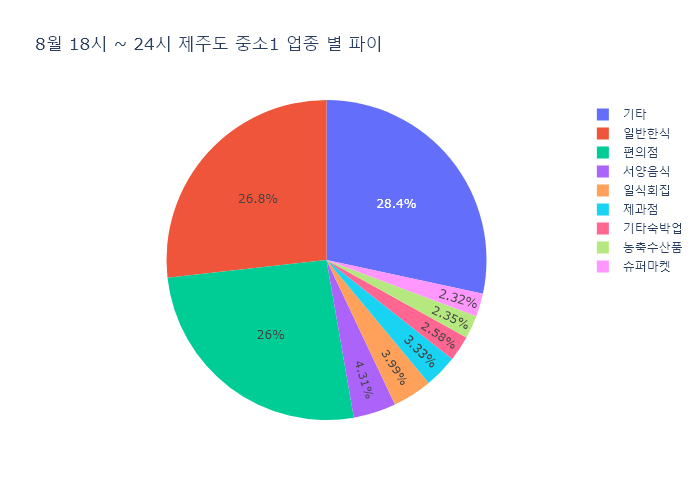 8월 18시 ~ 24시 제주도 중소1 업종 별 파이
기타
일반한식
편의점
서양음식
일식회집
제과점
기타숙박업
농축수산품
슈퍼마켓
28.4%
26.8%
26%
4.31%
3.99%
3.33%
2.58%
2.35%
2.32%